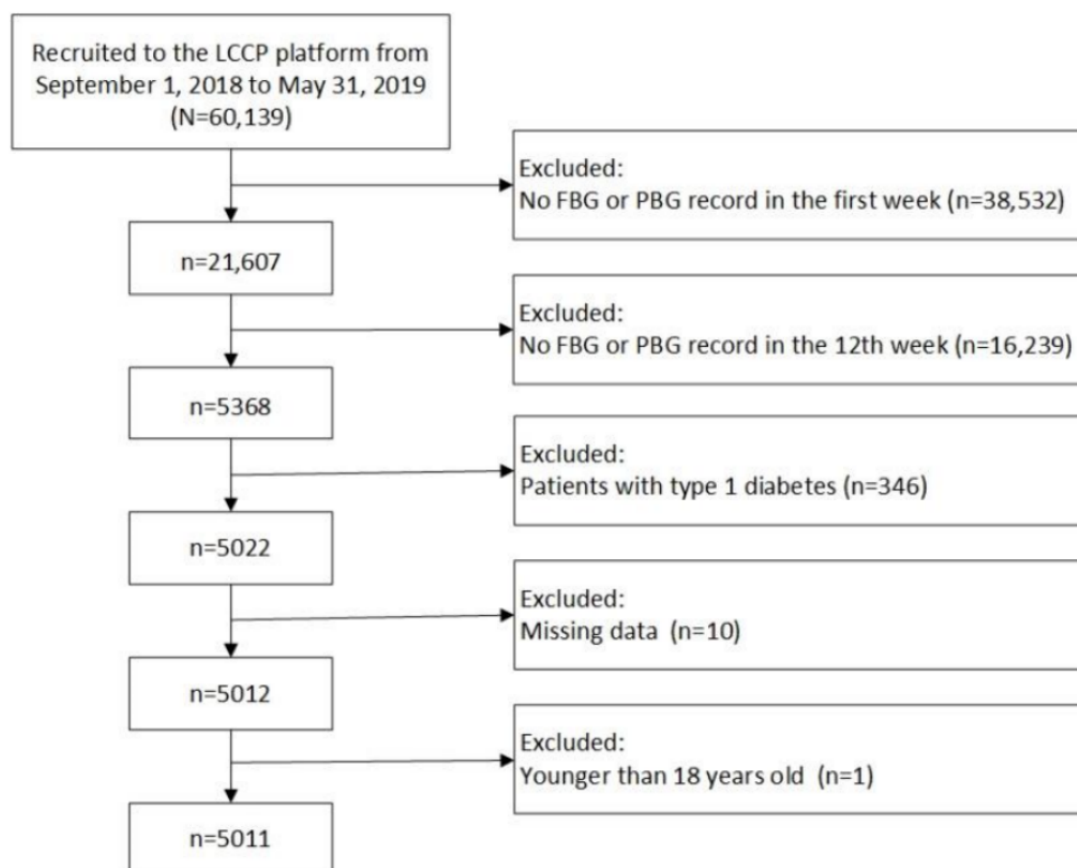 Recruited to the LCCP platform from
September 1, 2018 to May 31, 2019
(N=60,139)
Excluded:
No FBG or PBG record in the first week (n=38,532)
n=21,607
Excluded:
No FBG or PBG record in the 12th week (n=16,239)
n=5368
Excluded:
Patients with type 1 diabetes (n=346)
n=5022
Excluded:
Missing data (n=10)
n=5012
Excluded:
Younger than 18 years old (n=1)
n=5011